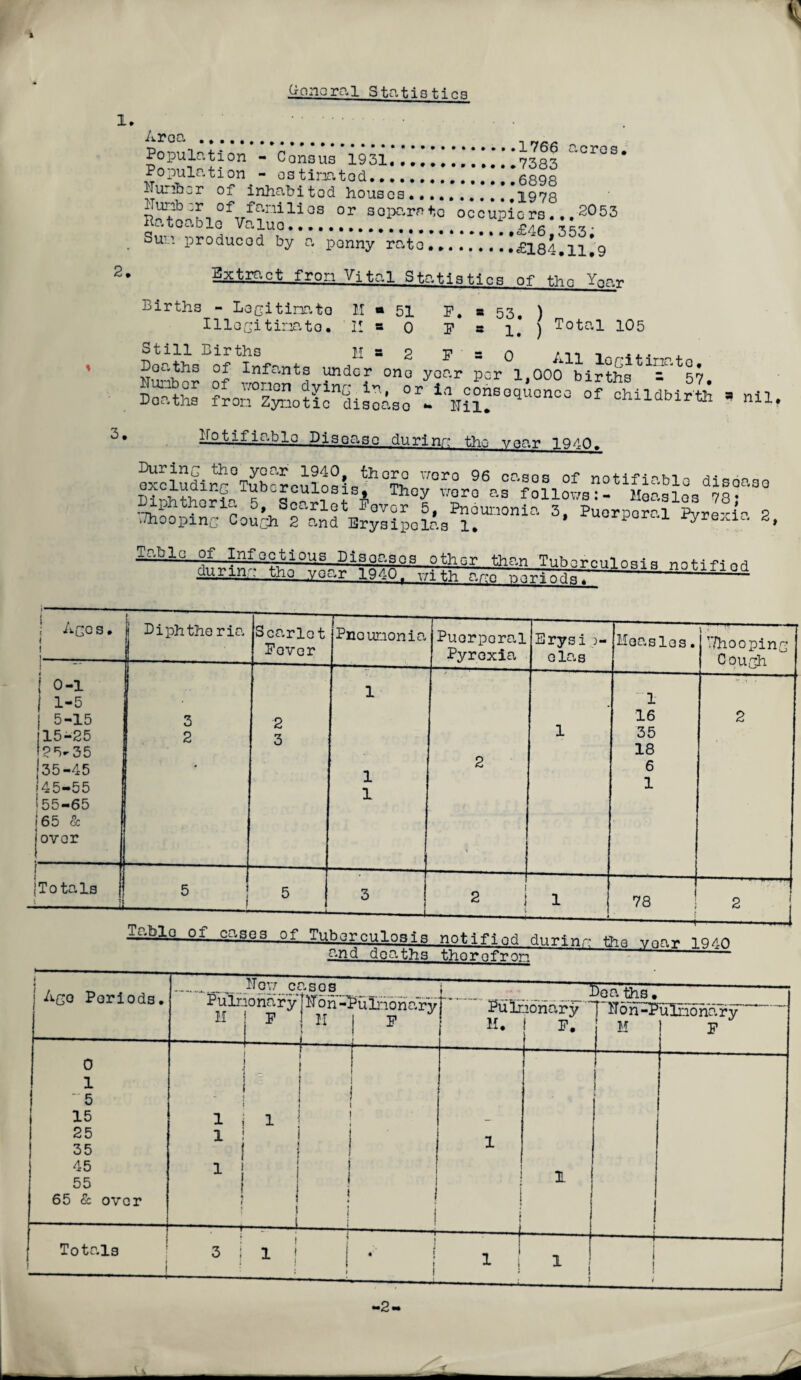 General Statistics
1.
Area ..........................................1766 acres.
Population - Census 1931..............7383
Population - estimated.................6898
Number of inhabited houses.............1978
Number of families or separate occupiers...2053
Rateable Value..........................£46,353.
Sum produced by a penny rate..........£184.11.9
2. Extract from Vital Statistics of the Year
Births - Legitimate M = 51 F. = 53. )
Illegitimate. M = 0 F = 1. ) Total 105
Still Births M = 2 F = 0 All legitimate.
Deaths of Infants under one year per 1,000 births = 57.
Number of women dying in, or in consequence of childbirth = nil.
Deaths from Zymotic disease - Nil.
3. Notifiable Disease during the year 1940.
During the year 1940, there were 96 cases of notifiable disease
excluding Tuberculosis. They were as follows:- Measles 78;
Diphtheria 5, Scarlet Fever 5, Pneumonia 3, Puerperal Pyrexia 2,
Whooping Cough 2 and Erysipelas 1.
Table of Infectious Diseases other than Tuberculosis notified
during the year 1940, with age periods.
Ages. Diphtheria Scarlet Fever Pneumonia Puerperal Pyrexia Erysip-elas Measles. Whooping Cough
0-1 1 1
1-5 16 2
5-15 3 2 1 35
15-25 2 3 18
25-35 2 6
35-45 1 1
45-55 1
55-65
65 &
over
Totals 5 5 3 2 1 78 2
Table of cases of Tuberculosis notified during the year 1940
and deaths therefrom
Age Periods. New cases Deaths.
Pulmonary Non-Pulmonary Pulmonary Non-Pulmonary
M F M F M. F. M F
0
1
5
15 1 1 -
25 1 1
35
45 1 1
55
65 & over
Totals 3 1 . 1 1
-2-